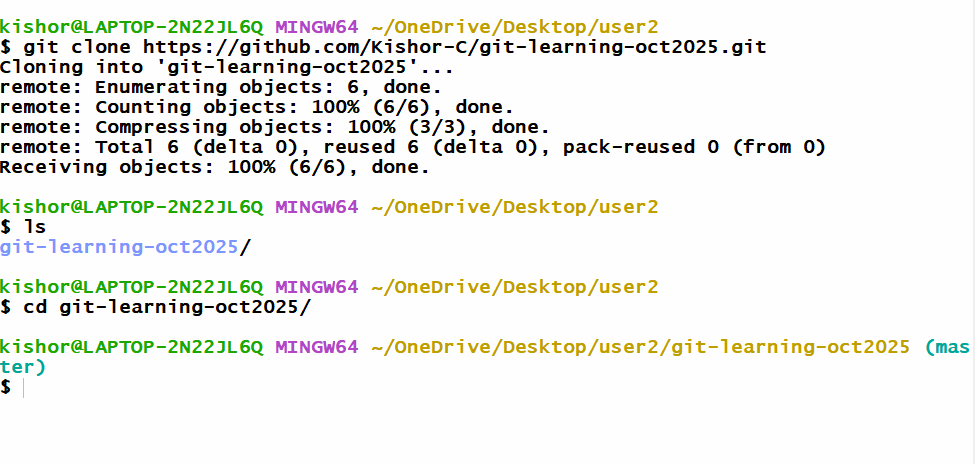 kishor@LAPTOP-2N22JL6Q MINGW64 ~/OneDrive/Desktop/user2
$ git clone https://github.com/Kishor-C/git-learning-oct2025.git
Cloning into 'git-learning-oct2025'...
remote: Enumerating objects: 6, done.
remote: Counting objects: 100% (6/6), done.
remote: Compressing objects: 100% (3/3), done.
remote: Total 6 (delta 0), reused 6 (delta 0), pack-reused 0 (from 0)
Receiving objects: 100% (6/6), done.
kishor@LAPTOP-2N22JL6Q MINGW64 ~/OneDrive/Desktop/user2
$ ls
git-learning-oct2025/
kishor@LAPTOP-2N22JL6Q MINGW64 ~/OneDrive/Desktop/user2
$ cd git-learning-oct2025/
kishor@LAPTOP-2N22JL6Q MINGW64 ~/OneDrive/Desktop/user2/git-learning-oct2025 (mas
ter)
$